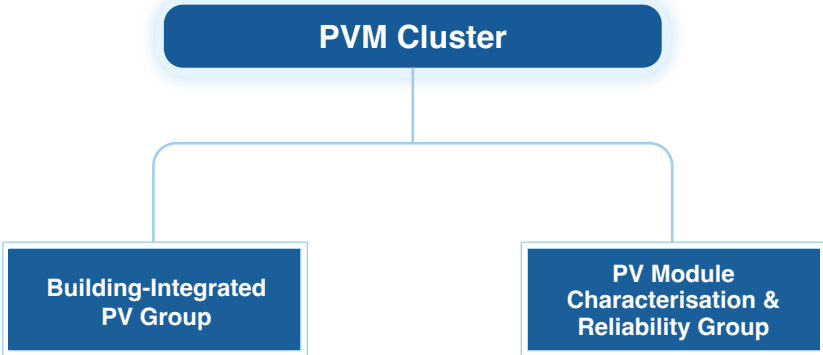 PVM Cluster
Building-Integrated
PV Group
PV Module
Characterisation &
Reliability Group